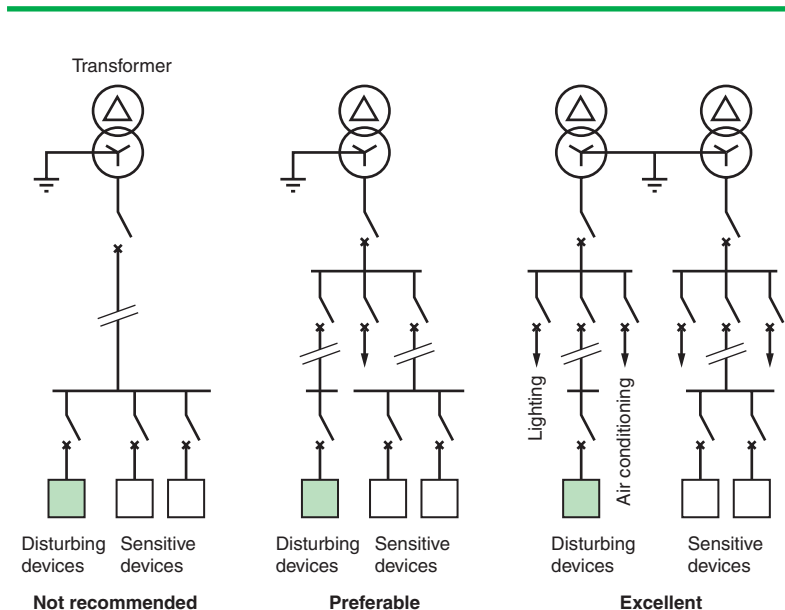 Transformer
Lighting
Air conditioning
Disturbing
devices
Sensitive
devices
Disturbing
devices
Sensitive
devices
Disturbing
devices
Sensitive
devices
Not recommended
Preferable
Excellent